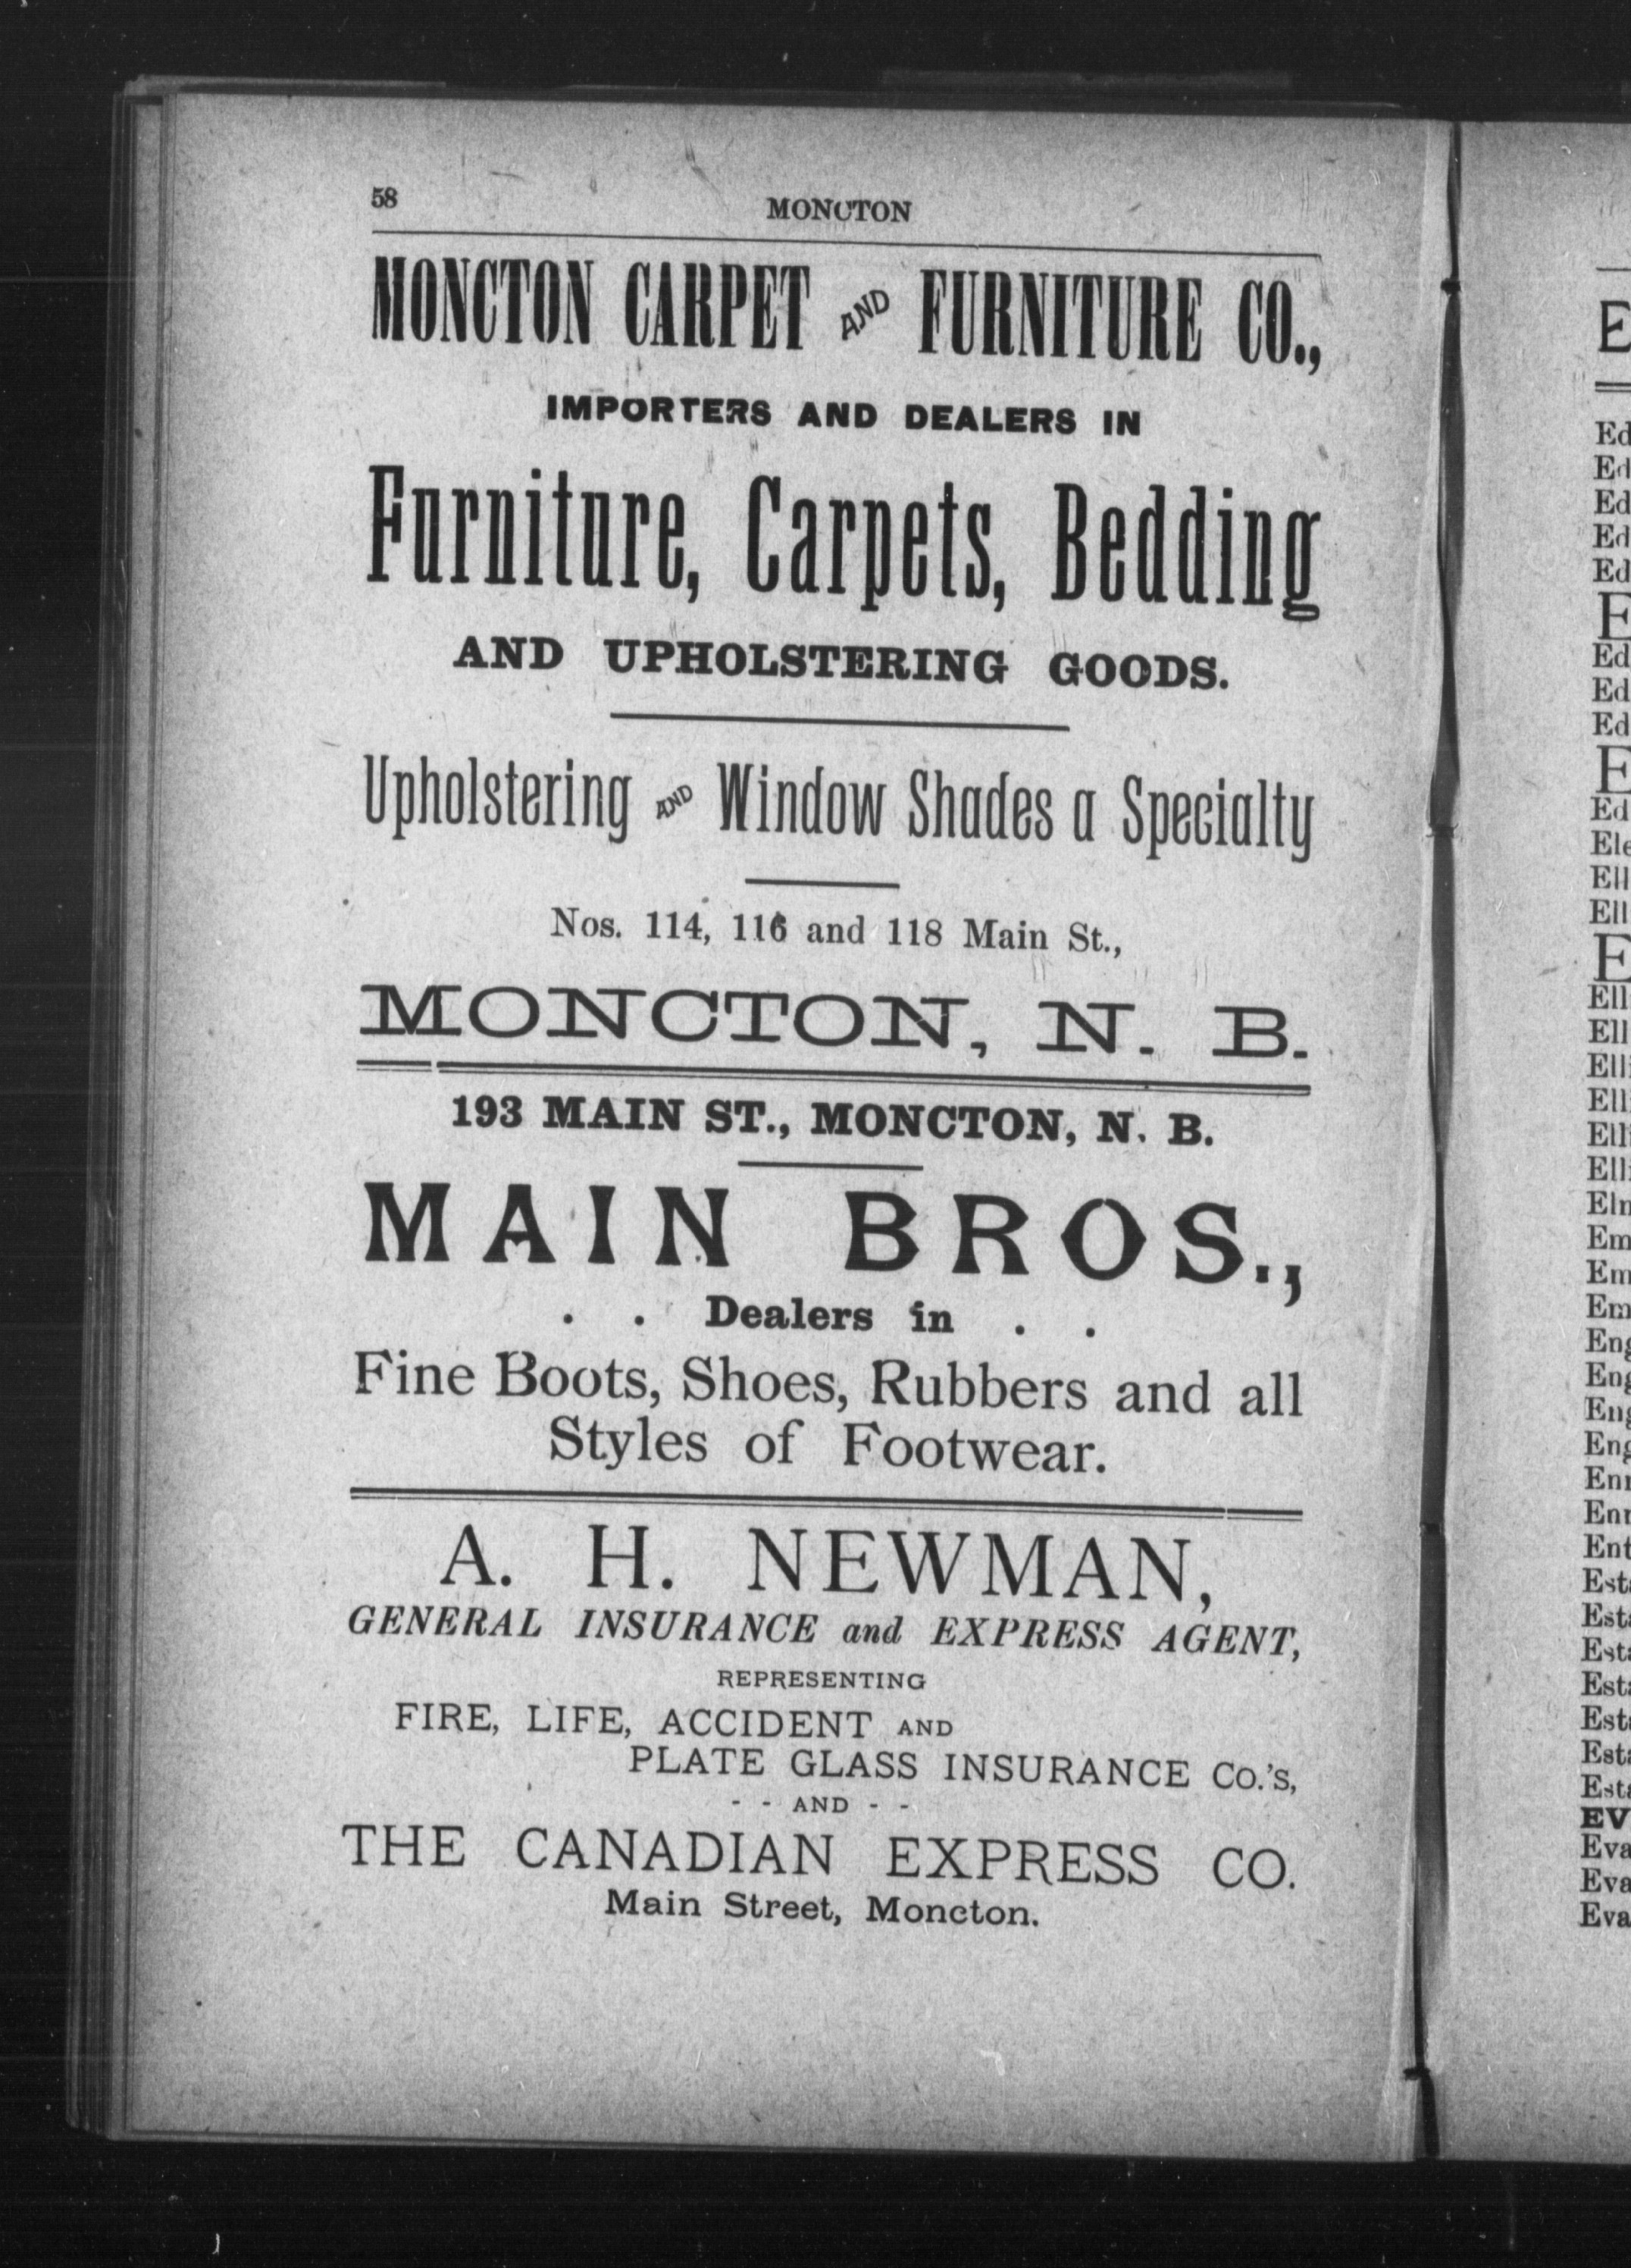 58
MONCTON
MONCTON CARPET AND FURNITURE CO.,
IMPORTERS AND DEALERS IN
Furniture, Carpets, Bedding
AND UPHOLSTERING GOODS.
Upholstering AND Window Shades a Specialty
Nos. 114, 116 and 118 Main St.,
MONCTON, N. B.
193 MAIN ST., MONCTON, N. B.
MAIN BROS.,
. . Dealers in . .
Fine Boots, Shoes, Rubbers and all
Styles of Footwear.
A. H. NEWMAN,
GENERAL INSURANCE and EXPRESS AGENT,
REPRESENTING
FIRE, LIFE, ACCIDENT AND
PLATE GLASS INSURANCE CO.'S,
- - AND - -
THE CANADIAN EXPRESS CO.
Main Street, Moncton.